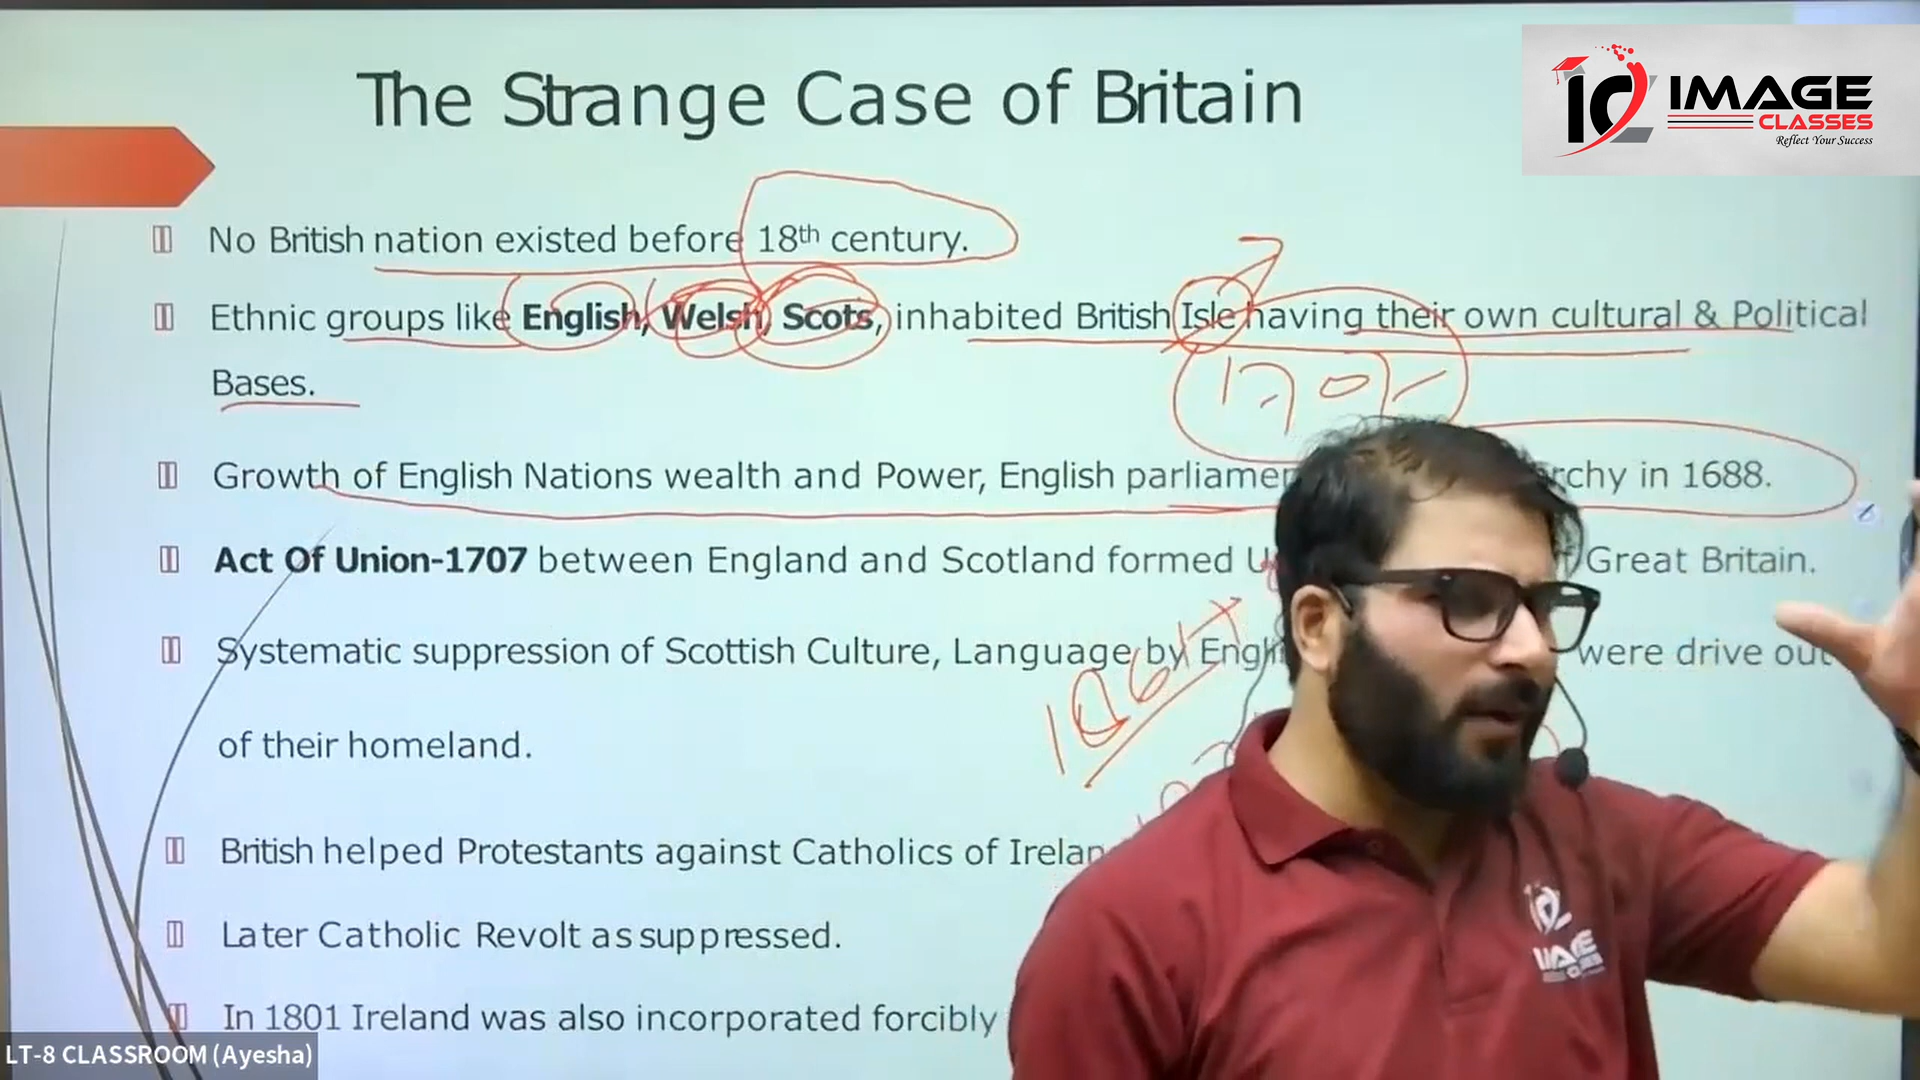 The Strange Case of Britain
IMAGE
CLASSES
Reflect Your Success
No British nation existed before 18th century.
Ethnic groups like English, Welsh, Scots, inhabited British Isle having their own cultural & Political
Bases.
1707
Growth of English Nations wealth and Power, English in 1688.
Act Of Union-1707 between England and Scotland formed Great Britain.
Systematic suppression of Scottish Culture, Language by were drive out
of their homeland.
British helped Protestants against Catholics of
Later Catholic Revolt as suppressed.
In 1801 Ireland was also incorporated forcibly
LT-8 CLASSROOM (Ayesha)